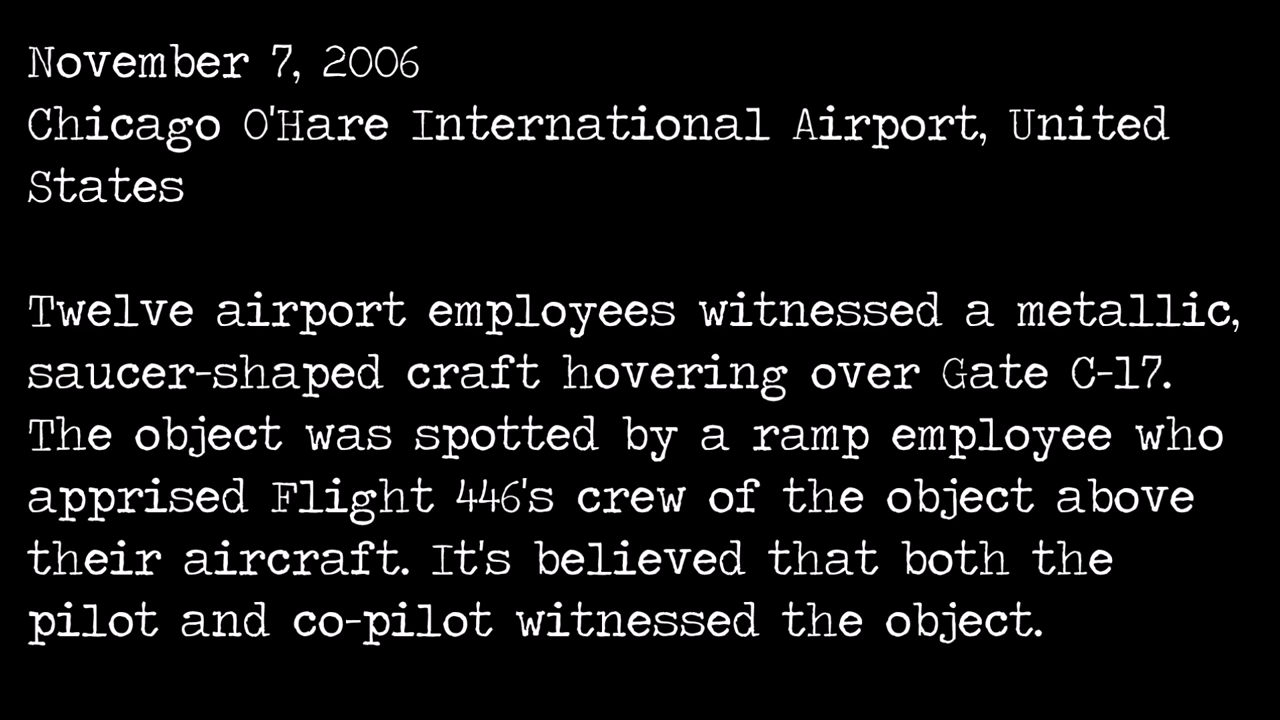 November 7, 2006
Chicago O'Hare International Airport, United
States
Twelve airport employees witnessed a metallic,
saucer-shaped craft hovering over Gate C-17.
The object was spotted by a ramp employee who
apprised Flight 446's crew of the object above
their aircraft. It's believed that both the
pilot and co-pilot witnessed the object.